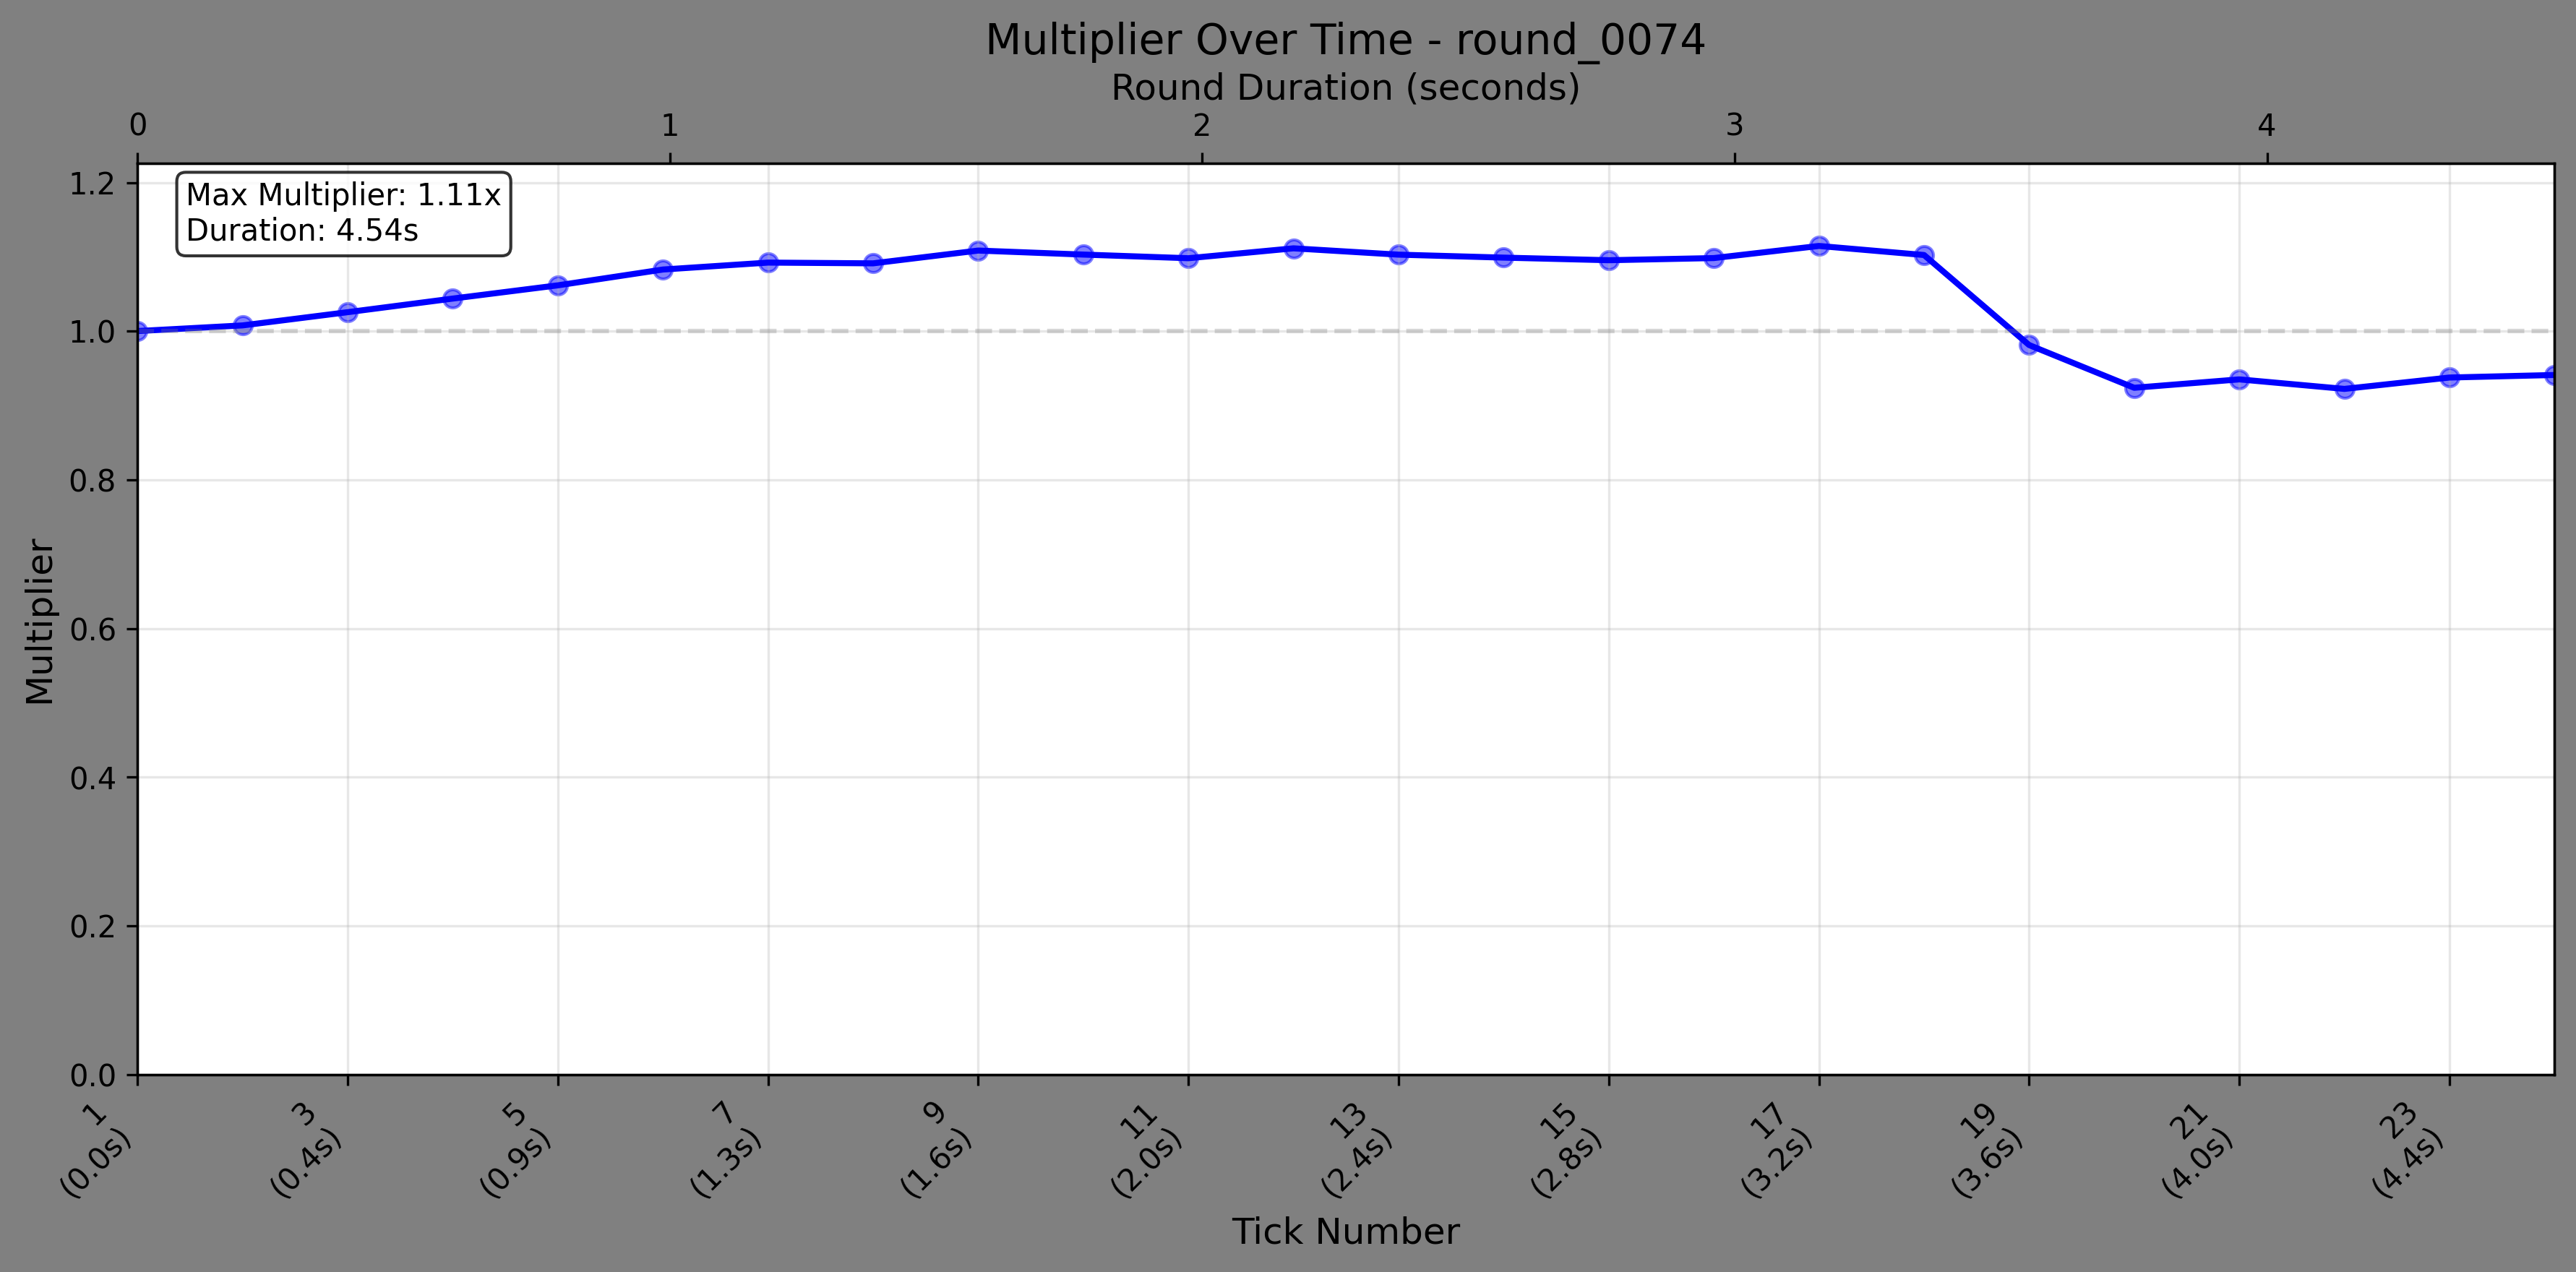 Multiplier Over Time - round_0074
Round Duration (seconds)
0 1 2 3 4
Max Multiplier: 1.11x
Duration: 4.54s
Multiplier
1.2
1.0
0.8
0.6
0.4
0.2
0.0
1
(0.0s)
3
(0.4s)
5
(0.9s)
7
(1.3s)
9
(1.6s)
11
(2.0s)
13
(2.4s)
15
(2.8s)
17
(3.2s)
19
(3.6s)
21
(4.0s)
23
(4.4s)
Tick Number